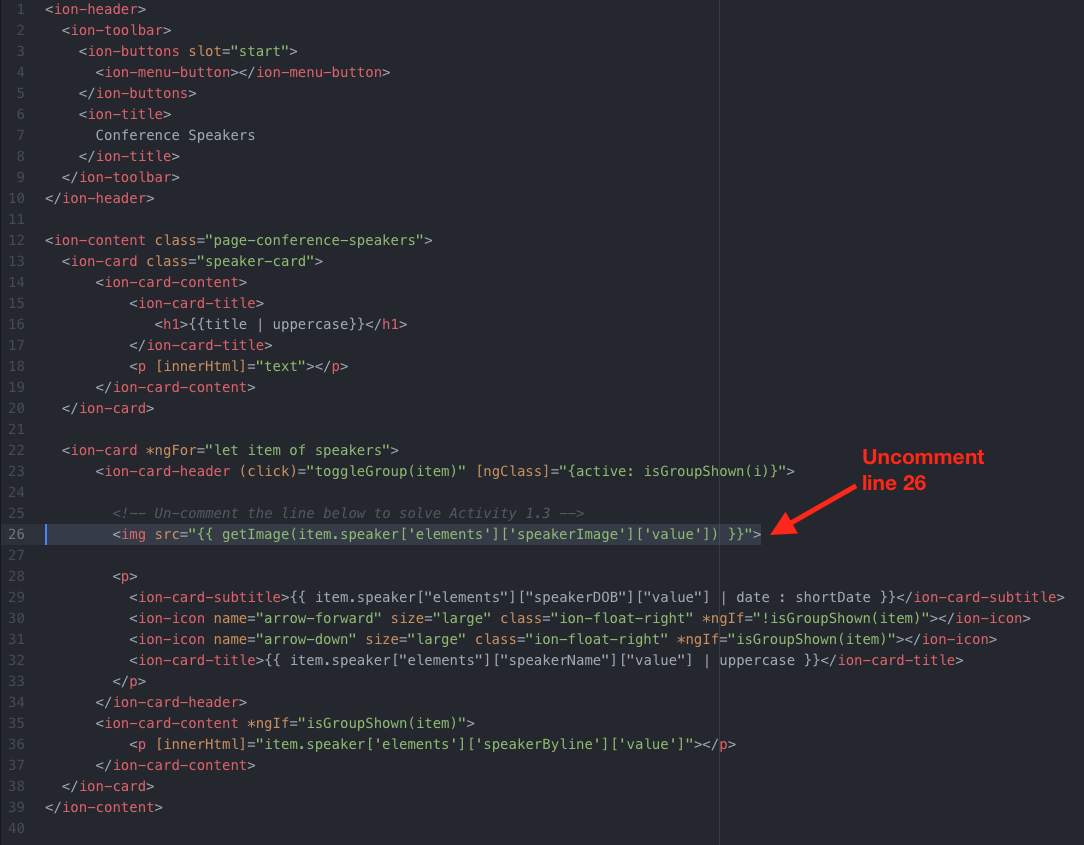 1 <ion-header>
2   <ion-toolbar>
3     <ion-buttons slot="start">
4       <ion-menu-button></ion-menu-button>
5     </ion-buttons>
6     <ion-title>
7       Conference Speakers
8     </ion-title>
9   </ion-toolbar>
10 </ion-header>
11
12 <ion-content class="page-conference-speakers">
13   <ion-card class="speaker-card">
14       <ion-card-content>
15           <ion-card-title>
16              <h1>{{title | uppercase}}</h1>
17           </ion-card-title>
18           <p [innerHtml]="text"></p>
19       </ion-card-content>
20   </ion-card>
21
22   <ion-card *ngFor="let item of speakers">
23       <ion-card-header (click)="toggleGroup(item)" [ngClass]="{active: isGroupShown(i)}">
Uncomment
line 26
24
25         <!-- Un-comment the line below to solve Activity 1.3 -->
26         <img src="{{ getImage(item.speaker['elements']['speakerImage']['value']) }}">
27
28         <p>
29           <ion-card-subtitle>{{ item.speaker["elements"]["speakerDOB"]["value"] | date : shortDate }}</ion-card-subtitle>
30           <ion-icon name="arrow-forward" size="large" class="ion-float-right" *ngIf="!isGroupShown(item)"></ion-icon>
31           <ion-icon name="arrow-down" size="large" class="ion-float-right" *ngIf="isGroupShown(item)"></ion-icon>
32           <ion-card-title>{{ item.speaker["elements"]["speakerName"]["value"] | uppercase }}</ion-card-title>
33         </p>
34       </ion-card-header>
35       <ion-card-content *ngIf="isGroupShown(item)">
36           <p [innerHtml]="item.speaker['elements']['speakerByline']['value']"></p>
37       </ion-card-content>
38   </ion-card>
39 </ion-content>
40